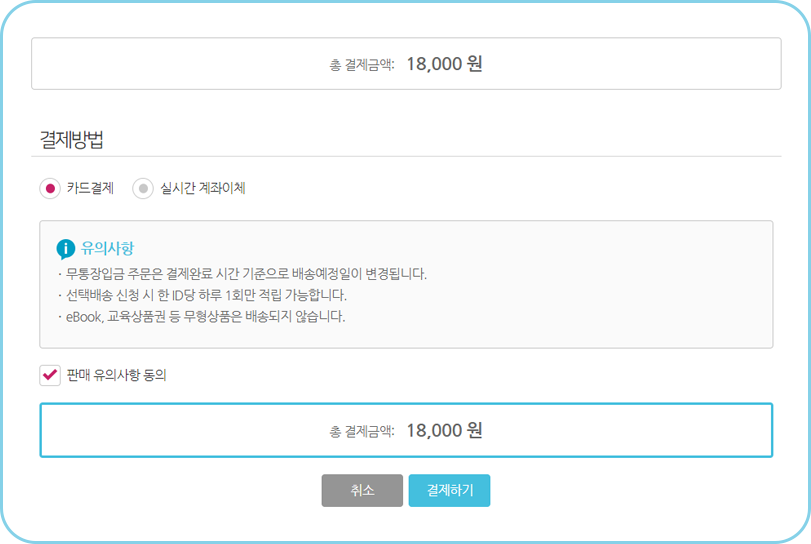 총 결제금액: 18,000 원
결제방법
카드결제 실시간 계좌이체
유의사항
· 무통장입금 주문은 결제완료 시간 기준으로 배송예정일이 변경됩니다.
· 선택배송 신청 시 한 ID당 하루 1회만 적립 가능합니다.
· eBook, 교육상품권 등 무형상품은 배송되지 않습니다.
판매 유의사항 동의
총 결제금액: 18,000 원
취소 결제하기